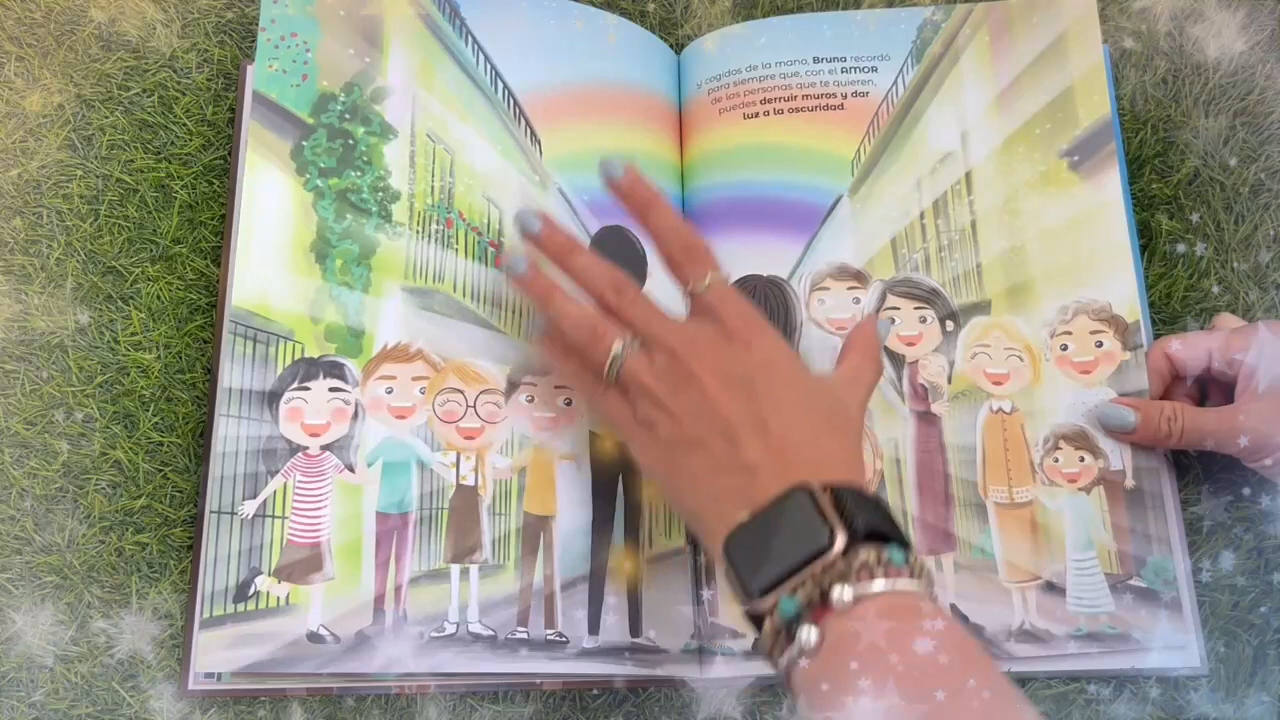 y cogidos de la mano, Bruna recordó
para siempre que, con el AMOR
de las personas que te quieren,
puedes derruir muros y dar
luz a la oscuridad.